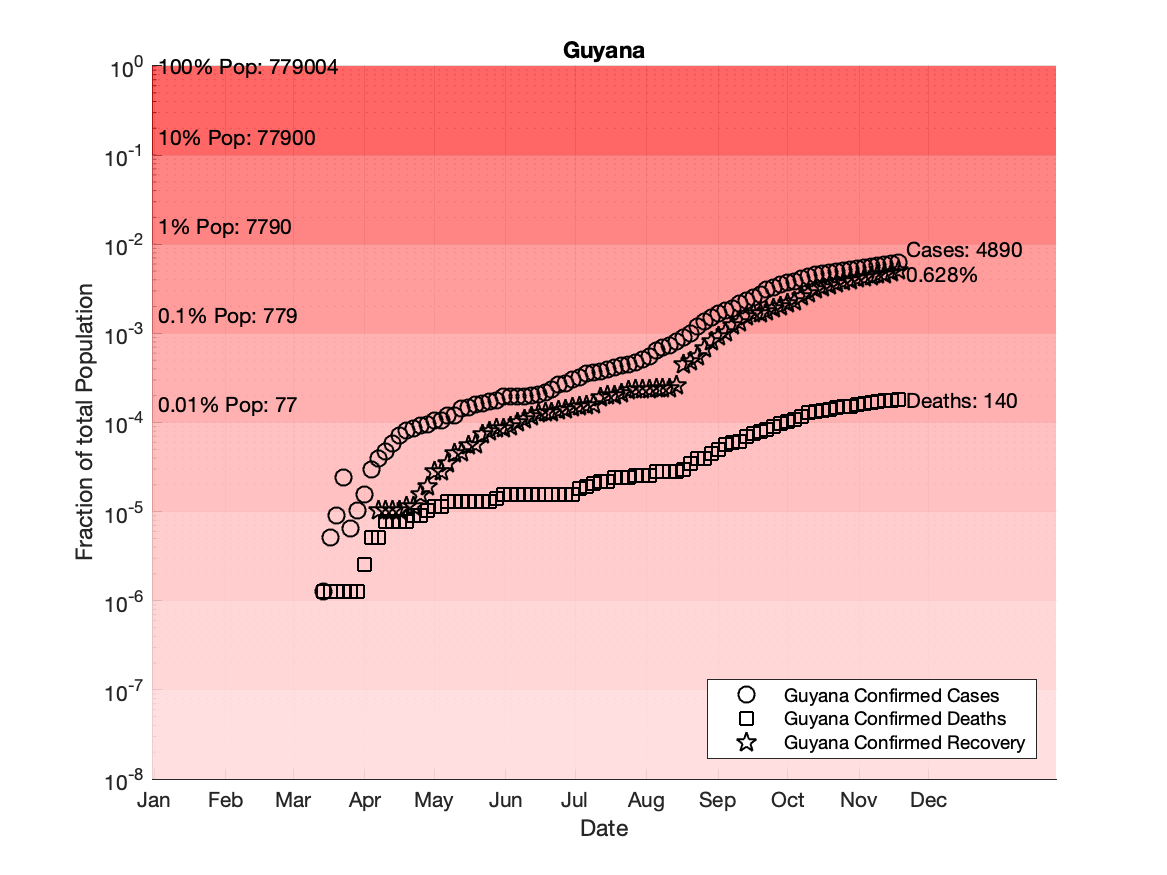 Guyana
10^0
100% Pop: 779004
10% Pop: 77900
10^-1
1% Pop: 7790
10^-2
Cases: 4890
0.628%
0.1% Pop: 779
10^-3
0.01% Pop: 77
Deaths: 140
10^-4
10^-5
10^-6
10^-7
10^-8
Fraction of total Population
Guyana Confirmed Cases
Guyana Confirmed Deaths
Guyana Confirmed Recovery
Jan Feb Mar Apr May Jun Jul Aug Sep Oct Nov Dec
Date